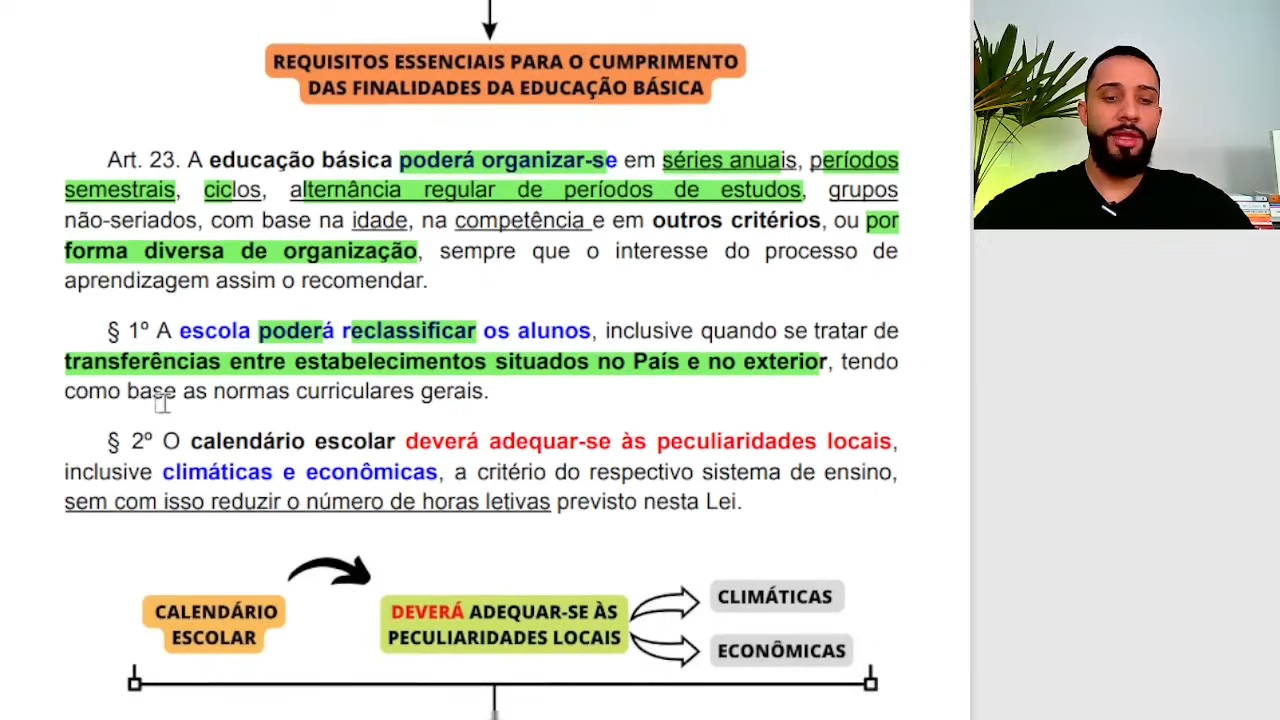 REQUISITOS ESSENCIAIS PARA O CUMPRIMENTO
DAS FINALIDADES DA EDUCAÇÃO BÁSICA
Art. 23. A educação básica poderá organizar-se em séries anuais, períodos
semestrais, ciclos, alternância regular de períodos de estudos, grupos
não-seriados, com base na idade, na competência e em outros critérios, ou por
forma diversa de organização, sempre que o interesse do processo de
aprendizagem assim o recomendar.
§ 1º A escola poderá reclassificar os alunos, inclusive quando se tratar de
transferências entre estabelecimentos situados no País e no exterior, tendo
como base as normas curriculares gerais.
§ 2º O calendário escolar deverá adequar-se às peculiaridades locais,
inclusive climáticas e econômicas, a critério do respectivo sistema de ensino,
sem com isso reduzir o número de horas letivas previsto nesta Lei.
CALENDÁRIO
ESCOLAR
DEVERÁ ADEQUAR-SE ÀS
PECULIARIDADES LOCAIS
CLIMÁTICAS
ECONÔMICAS